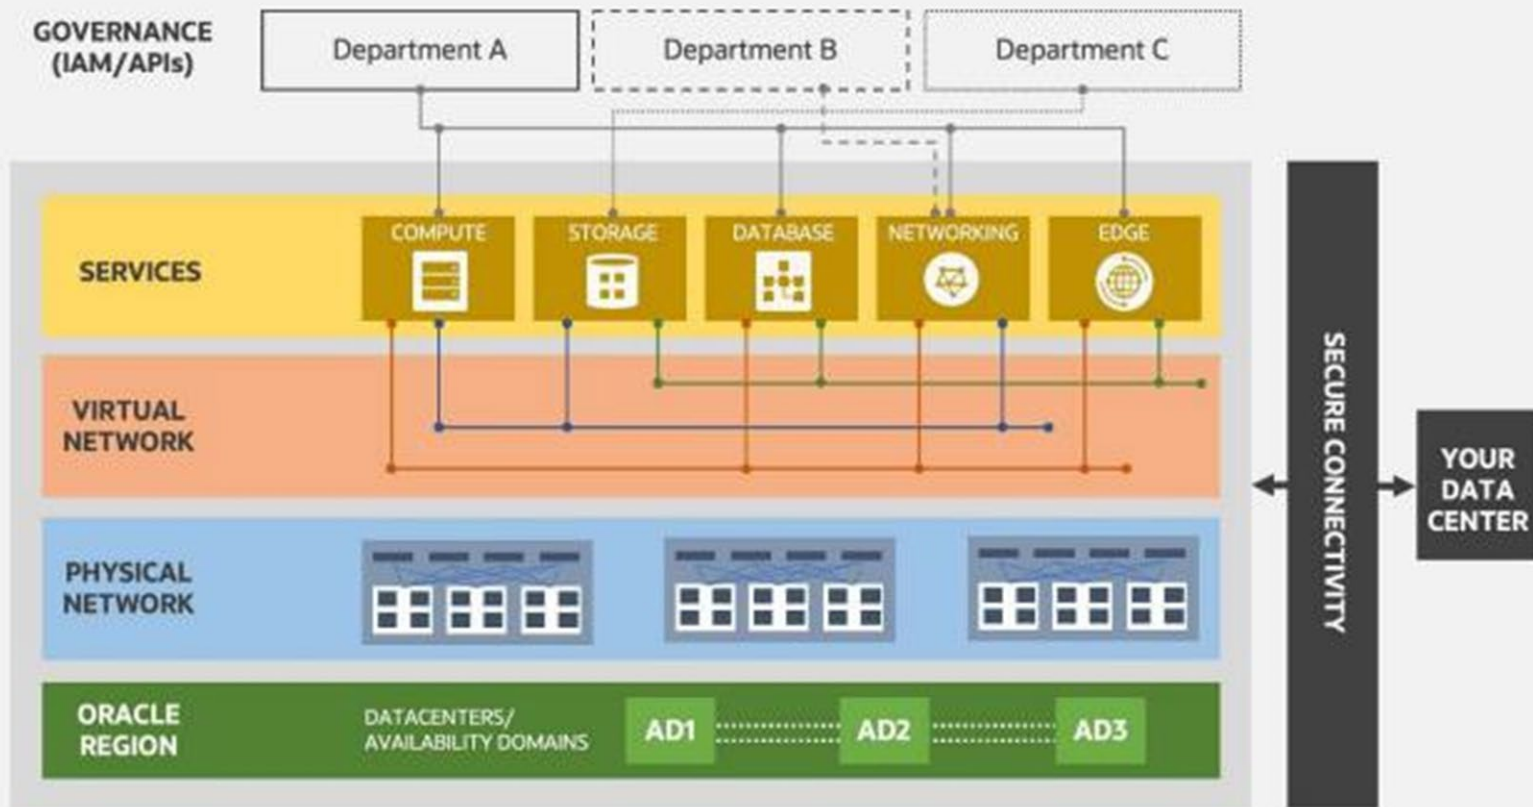 GOVERNANCE
(IAM/APIs)
Department A
Department B
Department C
SERVICES
COMPUTE
STORAGE
DATABASE
NETWORKING
EDGE
VIRTUAL
NETWORK
PHYSICAL
NETWORK
ORACLE
REGION
DATACENTERS/
AVAILABILITY DOMAINS
AD1
AD2
AD3
SECURE CONNECTIVITY
YOUR
DATA
CENTER